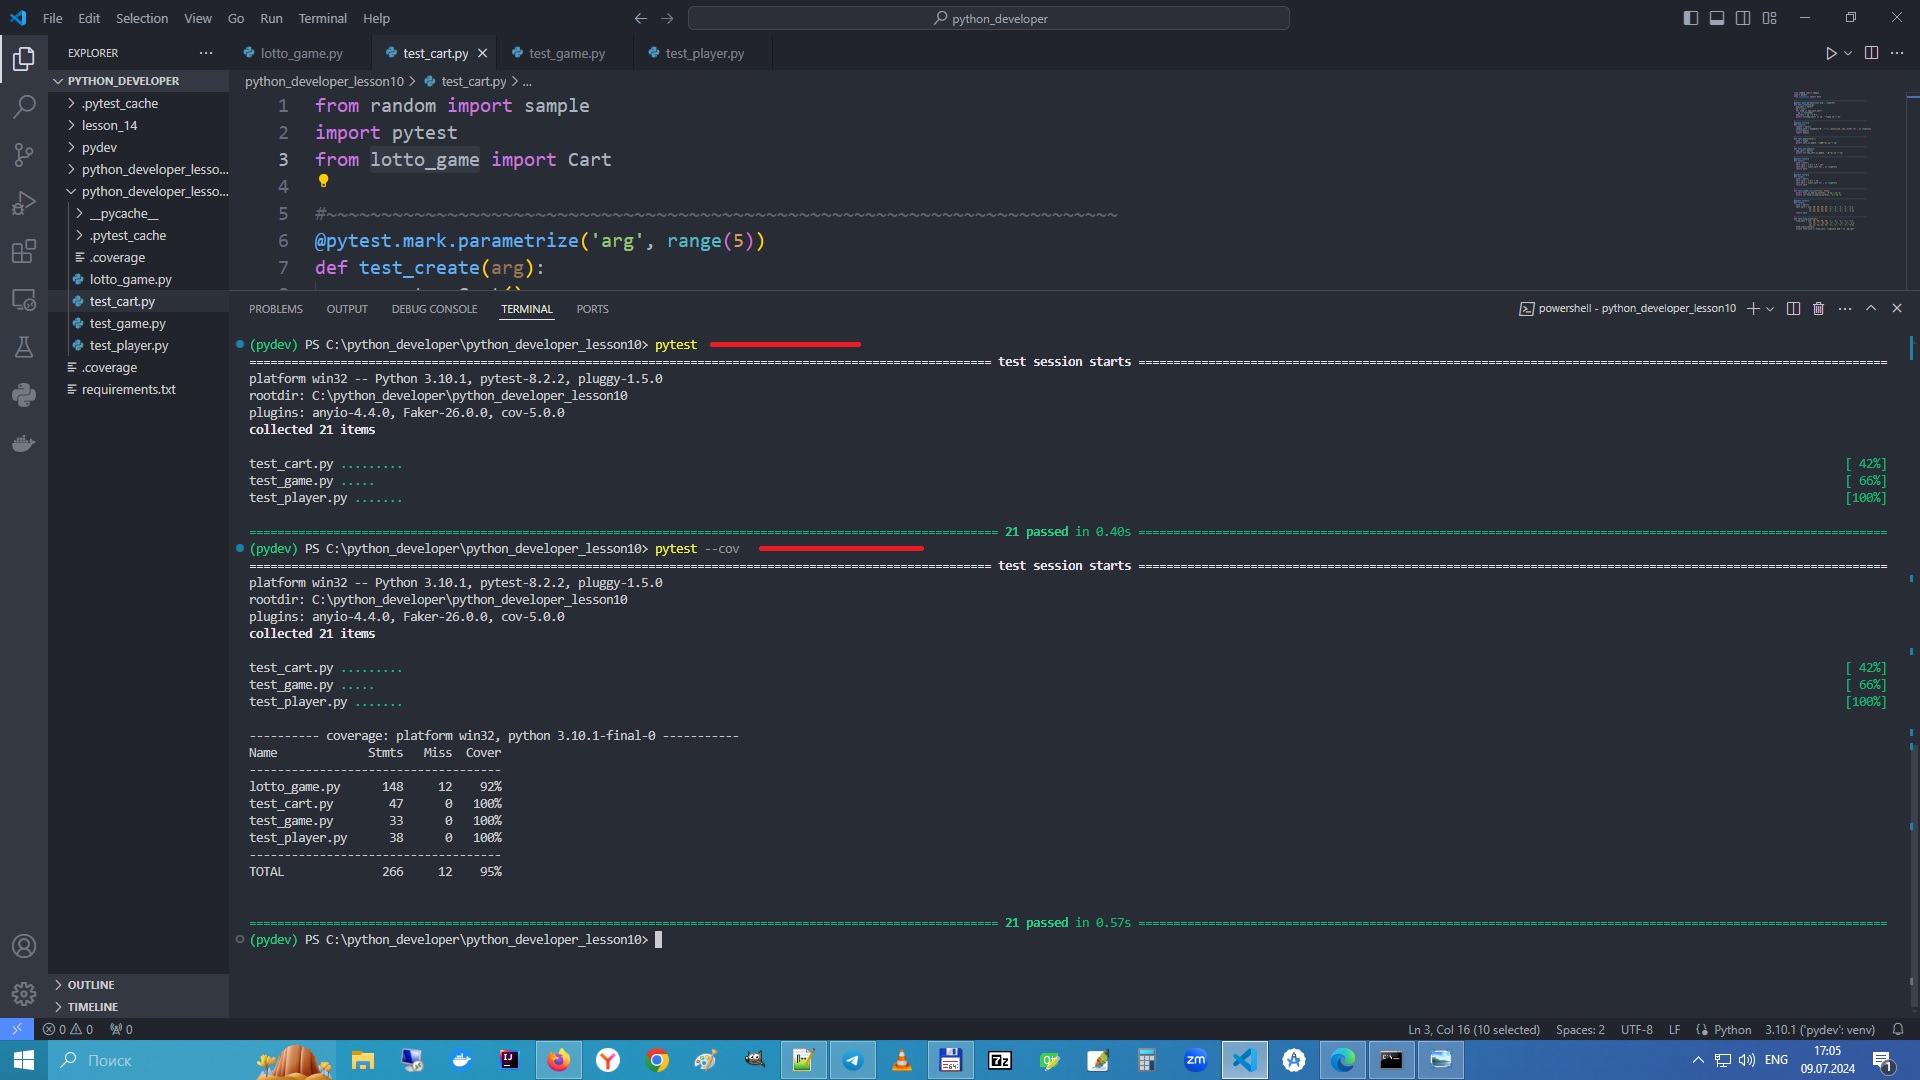 File Edit Selection View Go Run Terminal Help
python_developer
EXPLORER
PYTHON_DEVELOPER
.pytest_cache
lesson_14
pydev
python_developer_lesso...
python_developer_lesso...
__pycache__
.pytest_cache
.coverage
lotto_game.py
test_cart.py
test_game.py
test_player.py
.coverage
requirements.txt
OUTLINE
TIMELINE
lotto_game.py test_cart.py test_game.py test_player.py
python_developer_lesson10 > test_cart.py > ...
1 from random import sample
2 import pytest
3 from lotto_game import Cart
4
5 #~~~~~~~~~~~~~~~~~~~~~~~~~~~~~~~~~~~~~~~~~~~~~~~~~~~~~~~~~~~~~~~~~~~~~~~~
6 @pytest.mark.parametrize('arg', range(5))
7 def test_create(arg):
PROBLEMS OUTPUT DEBUG CONSOLE TERMINAL PORTS
powershell - python_developer_lesson10
(pydev) PS C:\python_developer\python_developer_lesson10> pytest
test session starts
platform win32 -- Python 3.10.1, pytest-8.2.2, pluggy-1.5.0
rootdir: C:\python_developer\python_developer_lesson10
plugins: anyio-4.4.0, Faker-26.0.0, cov-5.0.0
collected 21 items
test_cart.py ......... [ 42%]
test_game.py ..... [ 66%]
test_player.py ....... [100%]
21 passed in 0.40s
(pydev) PS C:\python_developer\python_developer_lesson10> pytest --cov
test session starts
platform win32 -- Python 3.10.1, pytest-8.2.2, pluggy-1.5.0
rootdir: C:\python_developer\python_developer_lesson10
plugins: anyio-4.4.0, Faker-26.0.0, cov-5.0.0
collected 21 items
test_cart.py ......... [ 42%]
test_game.py ..... [ 66%]
test_player.py ....... [100%]
---------- coverage: platform win32, python 3.10.1-final-0 -----------
Name Stmts Miss Cover
------------------------------------
lotto_game.py 148 12 92%
test_cart.py 47 0 100%
test_game.py 33 0 100%
test_player.py 38 0 100%
------------------------------------
TOTAL 266 12 95%
21 passed in 0.57s
(pydev) PS C:\python_developer\python_developer_lesson10>
0 0 0
Ln 3, Col 16 (10 selected) Spaces: 2 UTF-8 LF Python 3.10.1 ('pydev': venv)
Поиск
ENG
17:05
09.07.2024